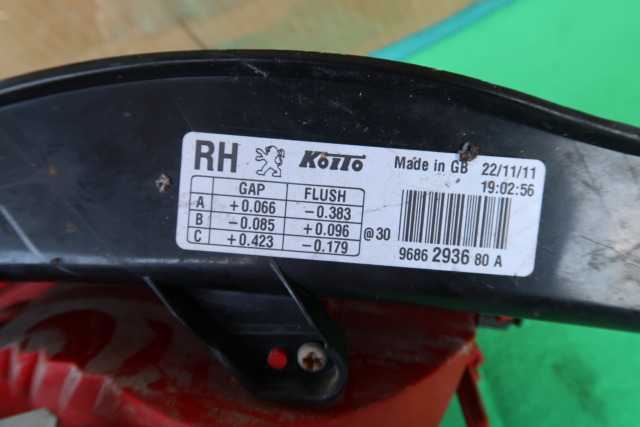 RH KOITO Made in GB 22/11/11
19:02:56
GAP FLUSH
A +0.066 -0.383
B -0.085 +0.096 @30
C +0.423 -0.179
9686 2936 80 A